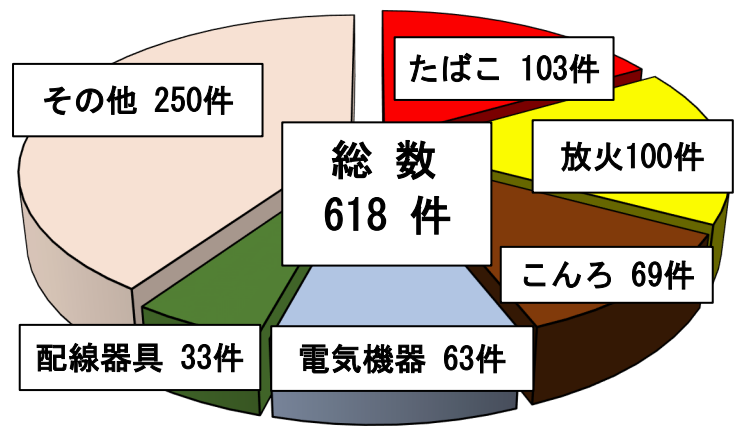 たばこ 103件
その他 250件
放火100件
総 数
618 件
こんろ 69件
配線器具 33件
電気機器 63件